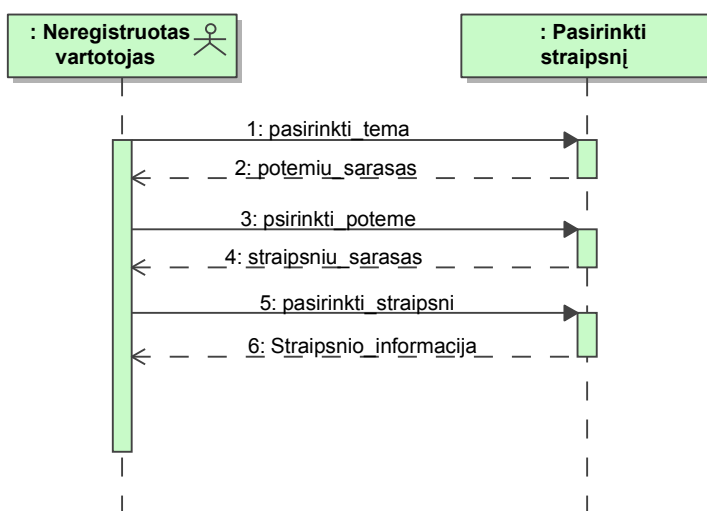 : Neregistruotas
vartotojas
: Pasirinkti
straipsnį
1: pasirinkti_tema
2: potemiu_sarasas
3: psirinkti_poteme
4: straipsniu_sarasas
5: pasirinkti_straipsni
6: Straipsnio_informacija